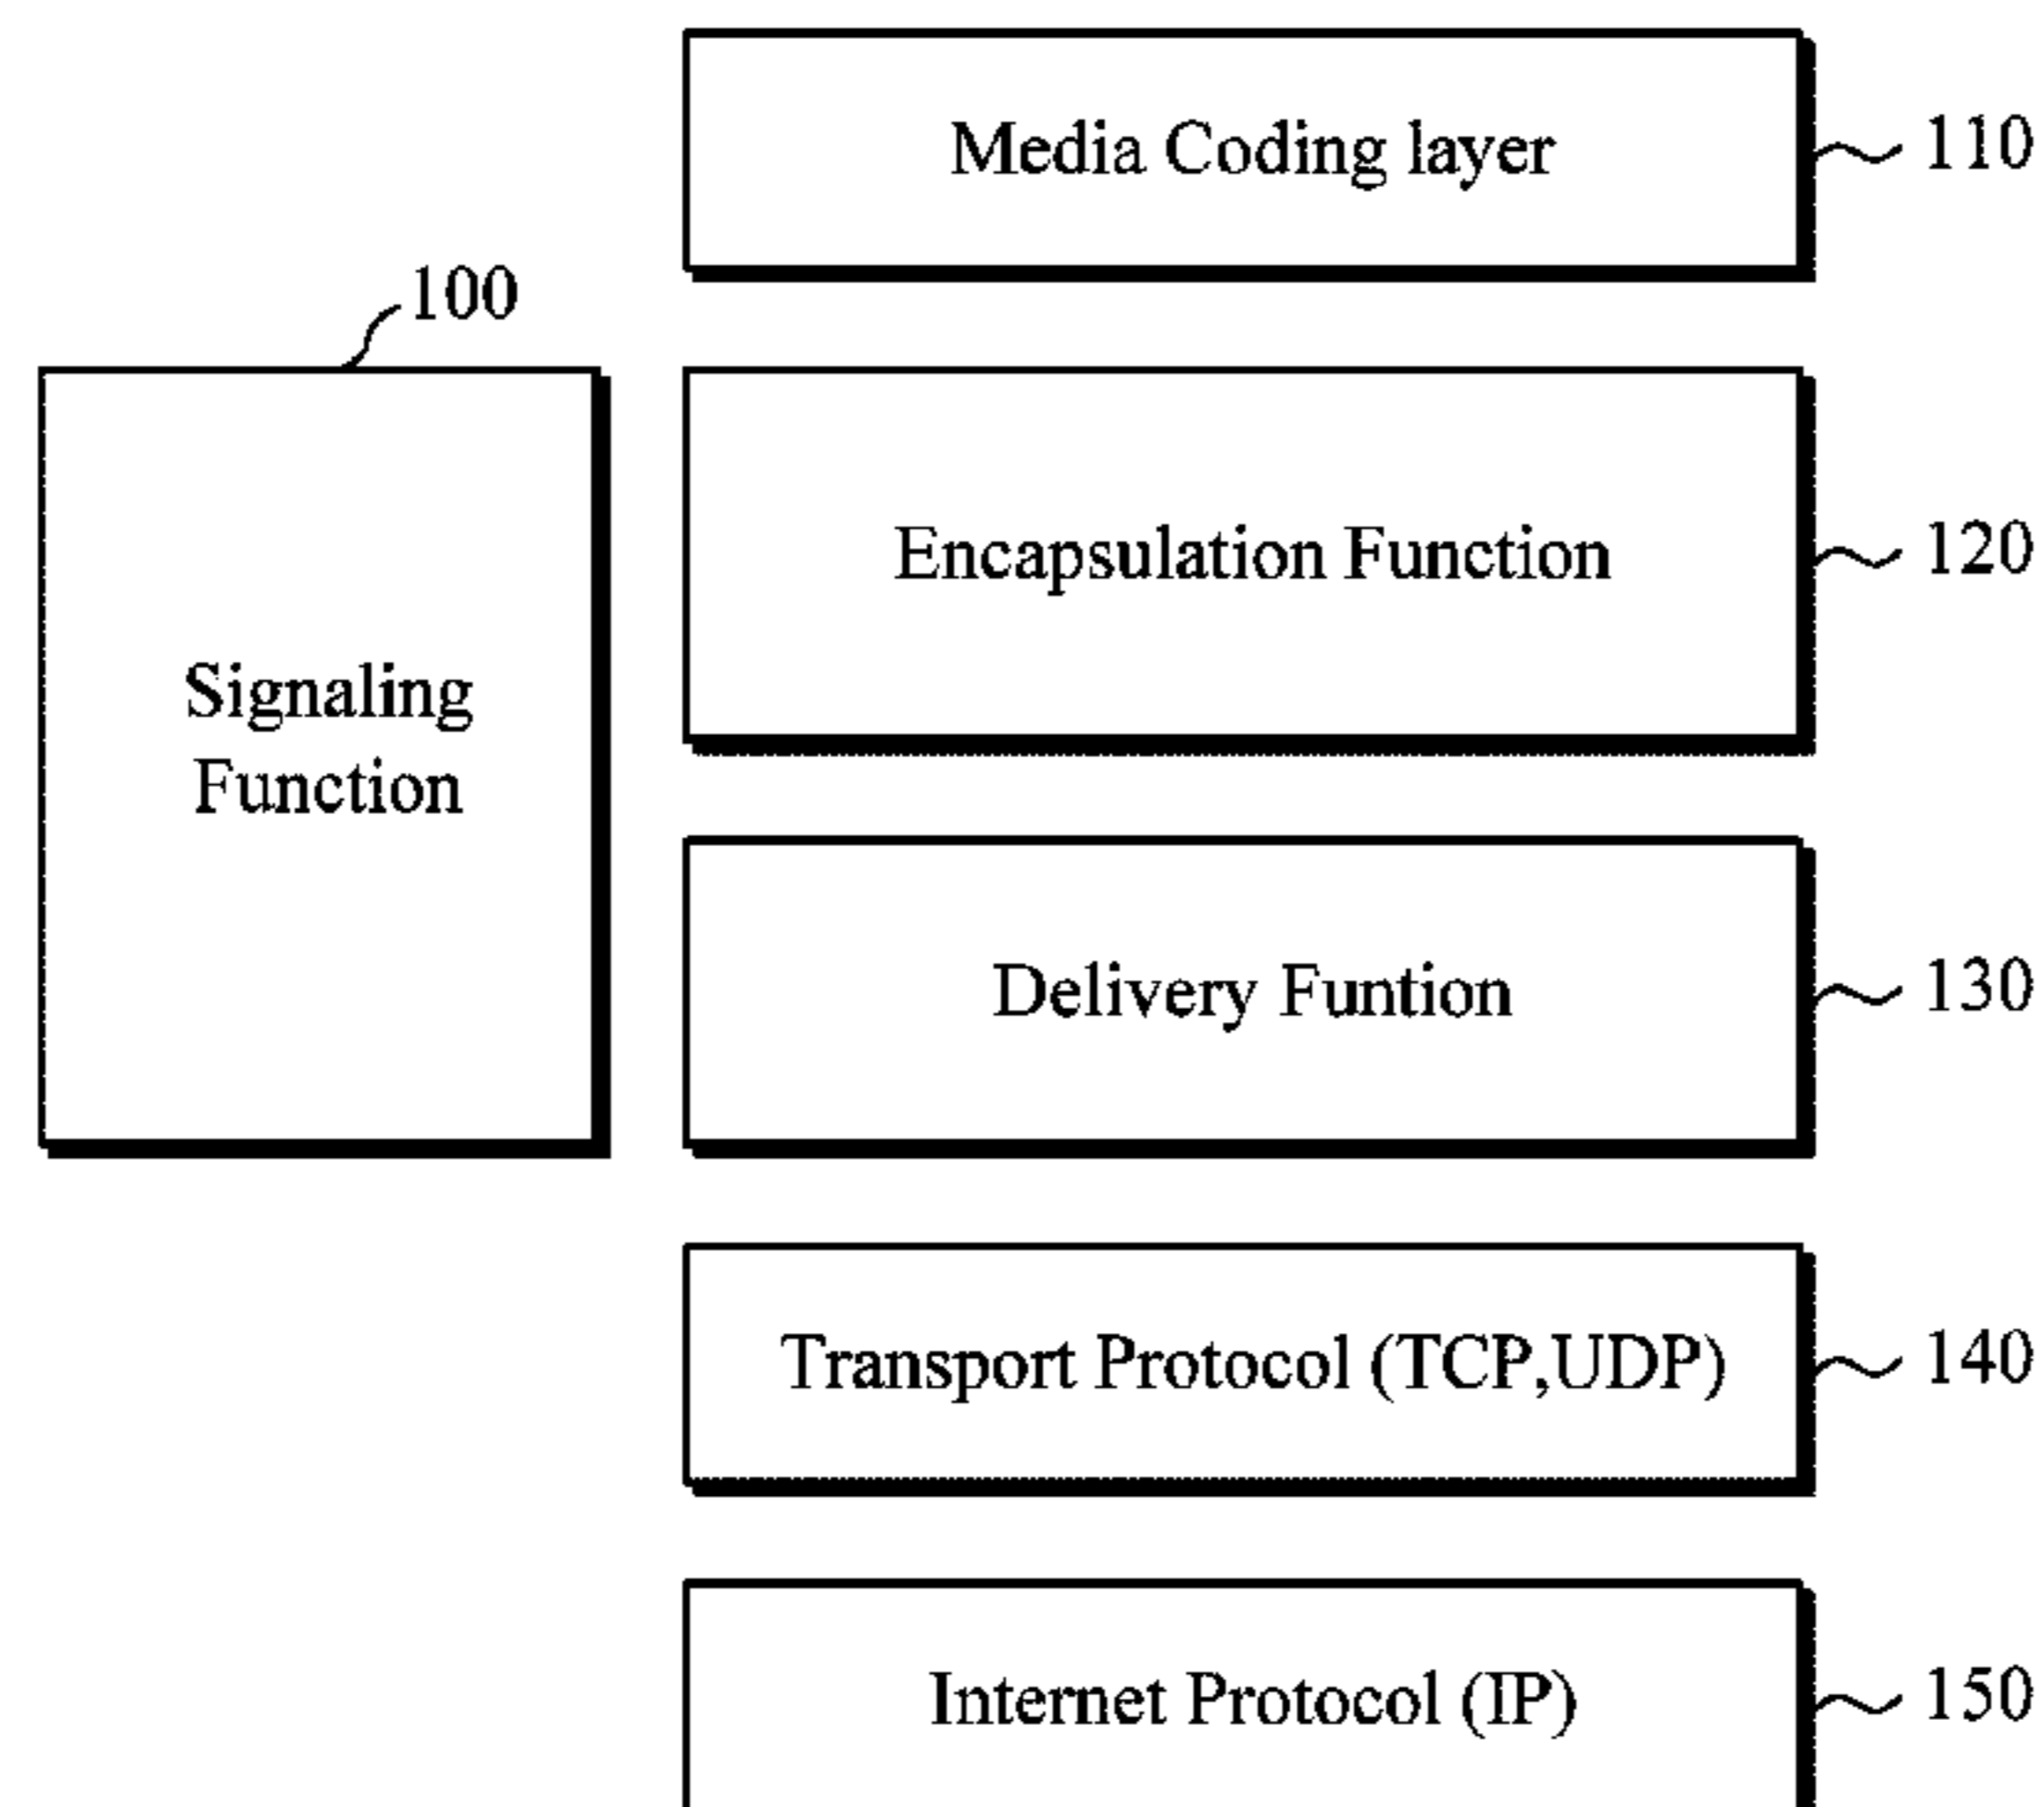 Media Coding layer
110
100
Signaling
Function
Encapsulation Function
120
Delivery Funtion
130
Transport Protocol (TCP,UDP)
140
Internet Protocol (IP)
150